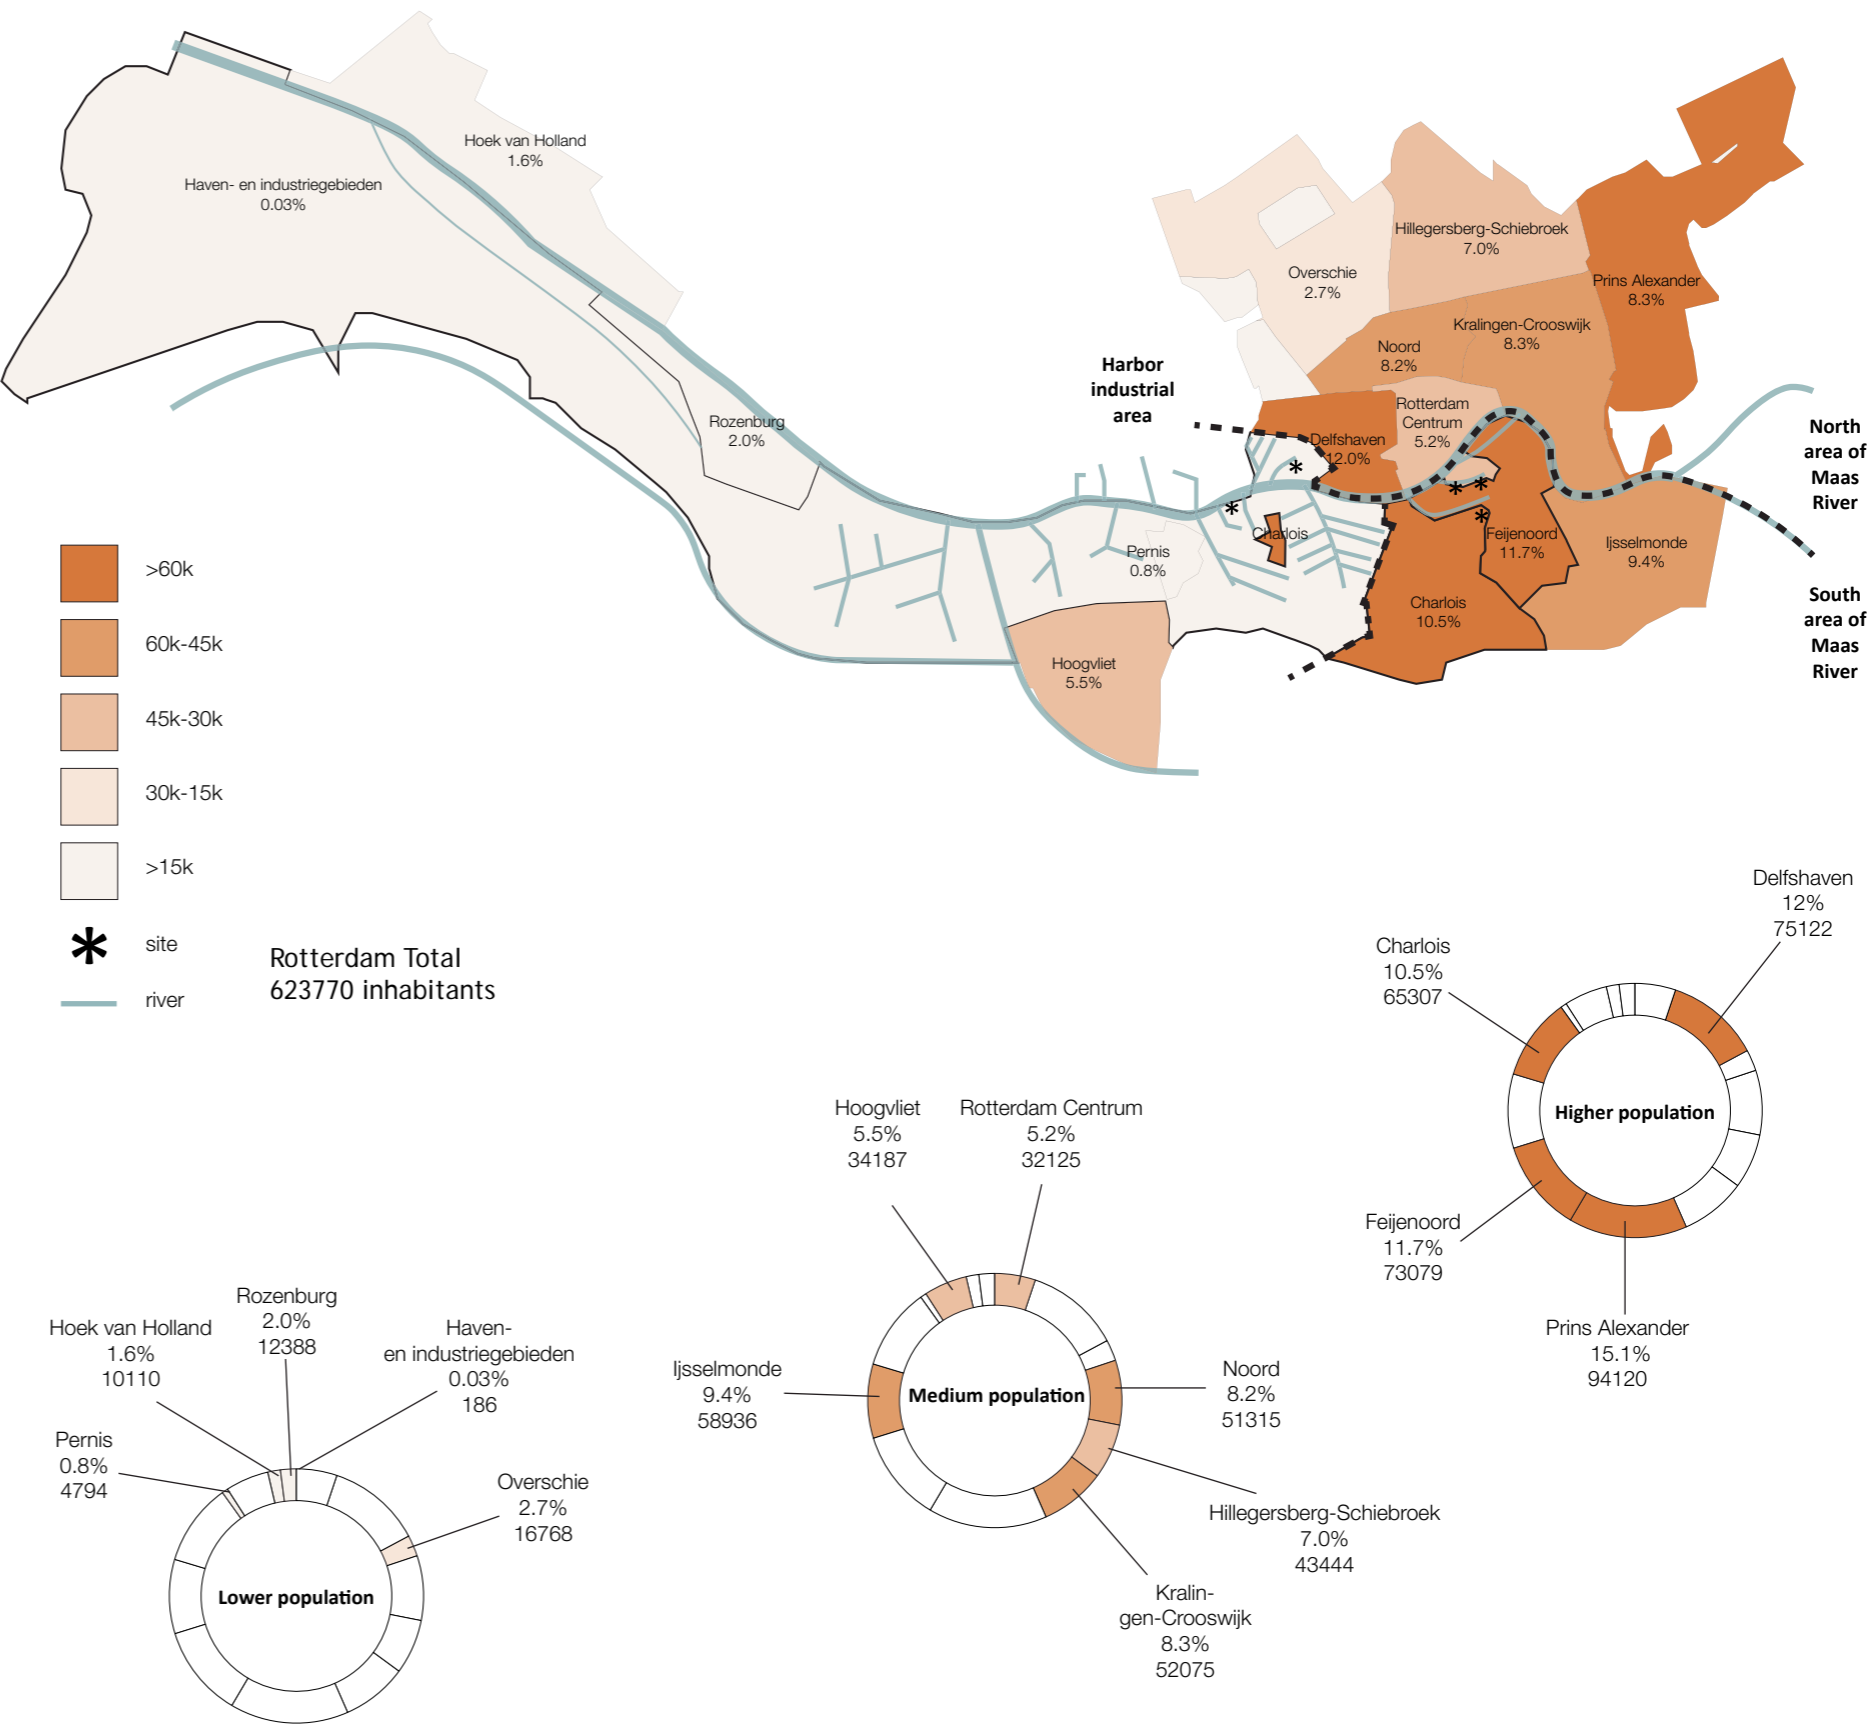 Hoek van Holland
1.6%
Haven- en industriegebieden
0.03%
Hillegersberg-Schiebroek
7.0%
Overschie
2.7%
Prins Alexander
8.3%
Kralingen-Crooswijk
8.3%
Noord
8.2%
Harbor
industrial
area
Rotterdam
Centrum
5.2%
Rozenburg
2.0%
Delfshaven
12.0%
North
area of
Maas
River
*
*
*
*
*
Charlois
Feijenoord
11.7%
Ijsselmonde
9.4%
Pernis
0.8%
Charlois
10.5%
South
area of
Maas
River
Hoogvliet
5.5%
>60k
60k-45k
45k-30k
30k-15k
>15k
* site
river
Rotterdam Total
623770 inhabitants
Delfshaven
12%
75122
Charlois
10.5%
65307
Higher population
Feijenoord
11.7%
73079
Prins Alexander
15.1%
94120
Hoogvliet
5.5%
34187
Rotterdam Centrum
5.2%
32125
Ijsselmonde
9.4%
58936
Medium population
Noord
8.2%
51315
Hillegersberg-Schiebroek
7.0%
43444
Kralin-
gen-Crooswijk
8.3%
52075
Rozenburg
2.0%
12388
Hoek van Holland
1.6%
10110
Haven-
en industriegebieden
0.03%
186
Pernis
0.8%
4794
Overschie
2.7%
16768
Lower population